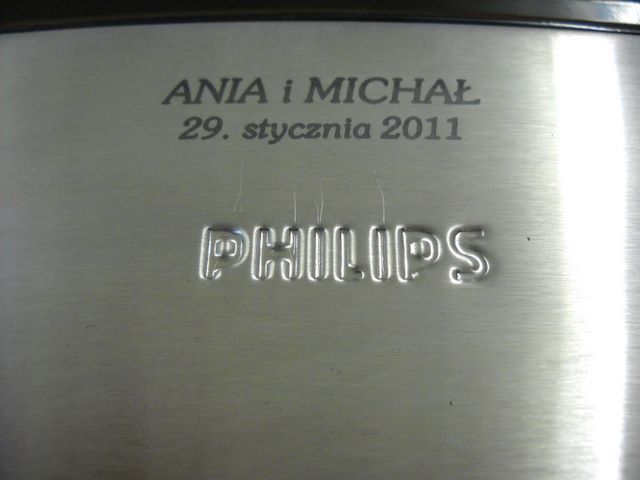 ANIA i MICHAŁ
29. stycznia 2011
PHILIPS